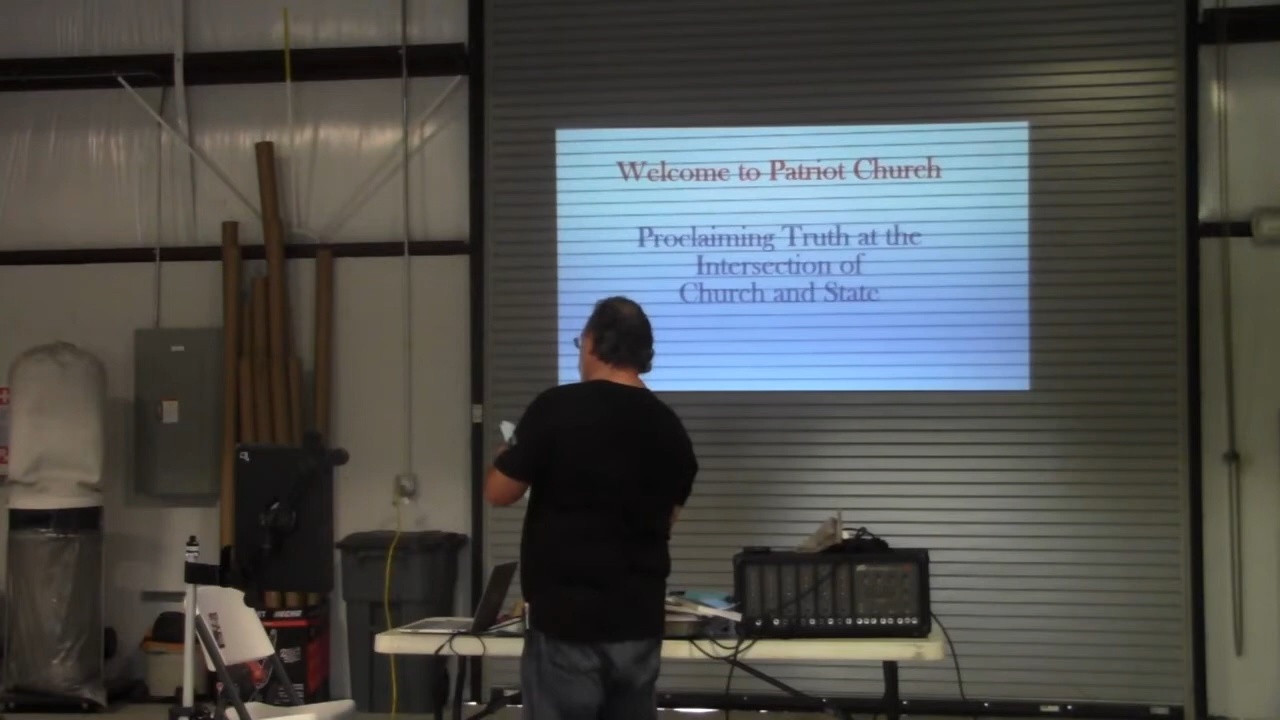 Welcome to Patriot Church
Proclaiming Truth at the
Intersection of
Church and State